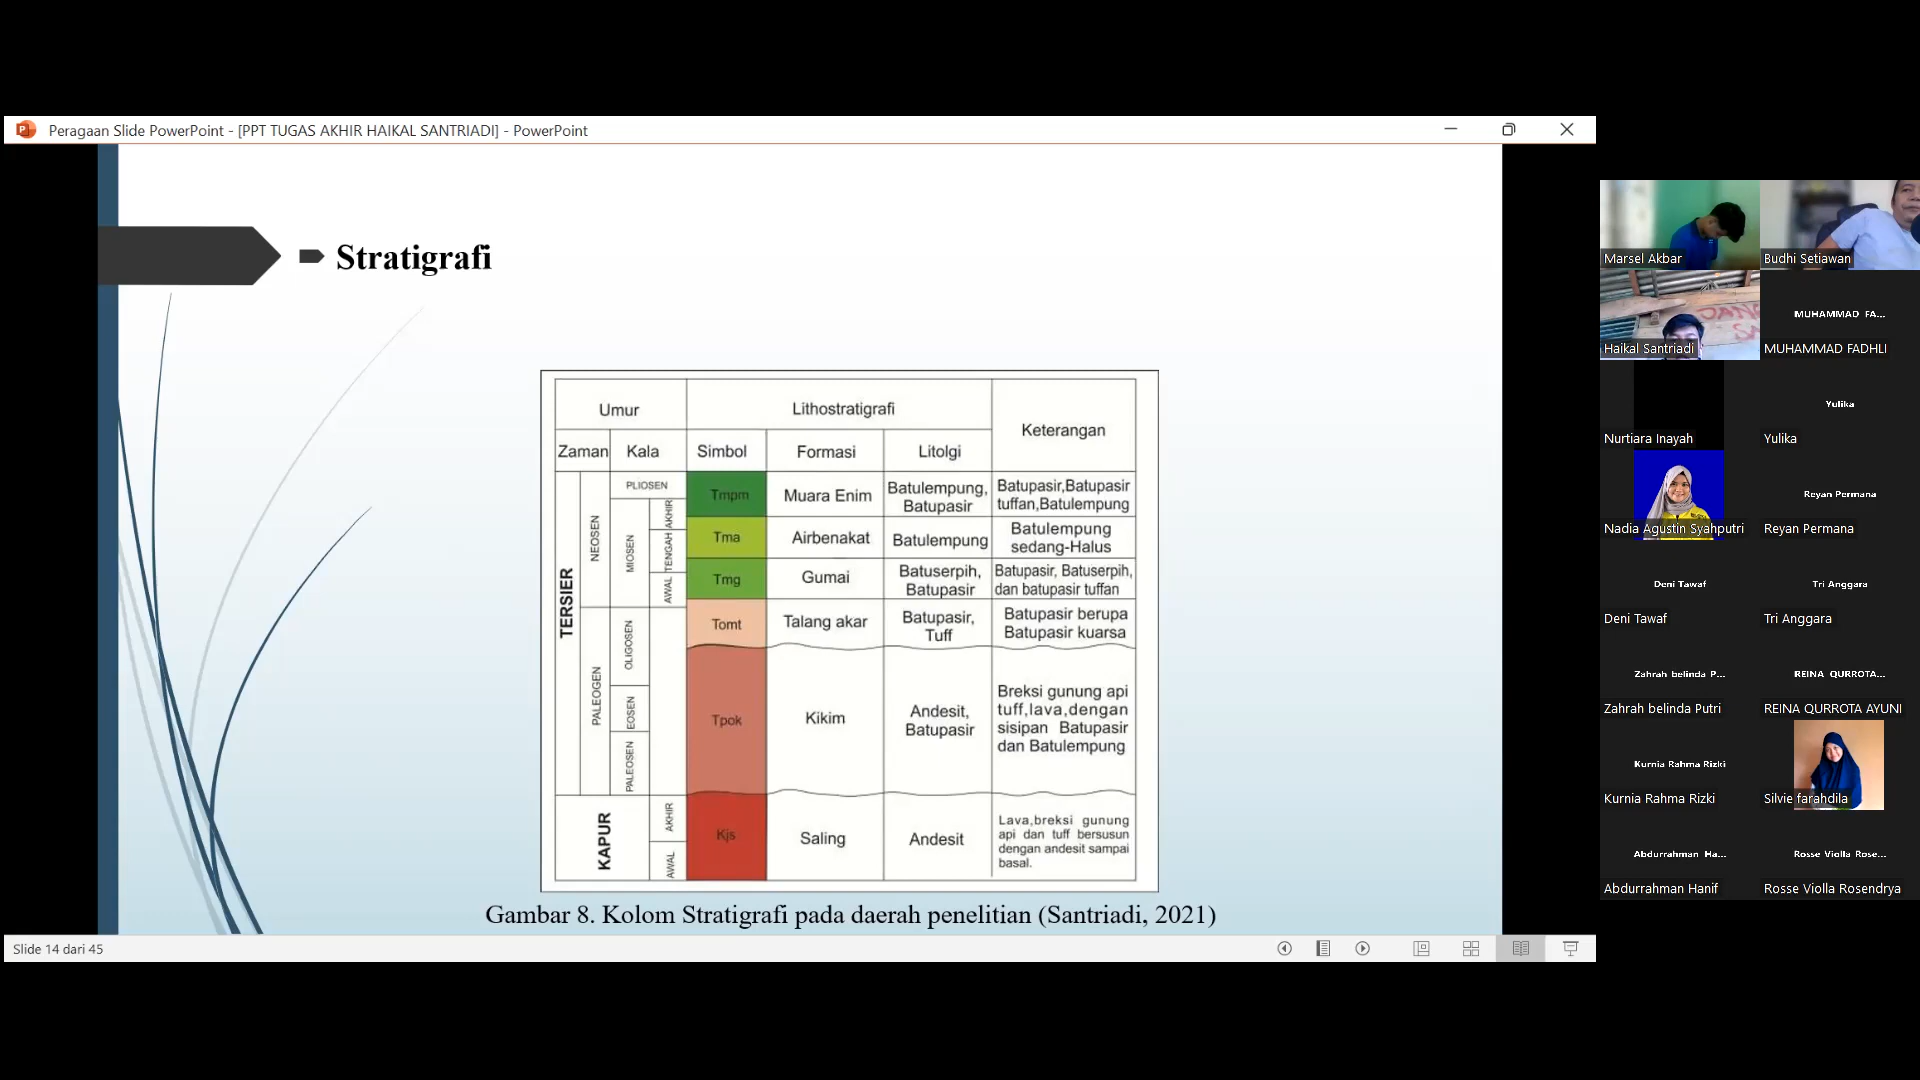 Peragaan Slide PowerPoint - [PPT TUGAS AKHIR HAIKAL SANTRIADI] - PowerPoint
Stratigrafi
Umur
Lithostratigrafi
Keterangan
Zaman
Kala
Simbol
Formasi
Litolgi
TERSIER
NEOSEN
PLIOSEN
MIOSEN
AKHIR
TENGAH
AWAL
Tmpm
Muara Enim
Batulempung,
Batupasir
Batupasir,Batupasir
tuffan,Batulempung
Tma
Airbenakat
Batulempung
Batulempung
sedang-Halus
Tmg
Gumai
Batuserpih,
Batupasir
Batupasir, Batuserpih,
dan batupasir tuffan
PALEOGEN
OLIGOSEN
EOSEN
PALEOSEN
Tomt
Talang akar
Batupasir,
Tuff
Batupasir berupa
Batupasir kuarsa
Tpok
Kikim
Andesit,
Batupasir
Breksi gunung api
tuff,lava,dengan
sisipan Batupasir
dan Batulempung
KAPUR
AKHIR
AWAL
Kjs
Saling
Andesit
Lava,breksi gunung
api dan tuff bersusun
dengan andesit sampai
basal.
Gambar 8. Kolom Stratigrafi pada daerah penelitian (Santriadi, 2021)
Slide 14 dari 45
Marsel Akbar
Budhi Setiawan
Haikal Santriadi
MUHAMMAD FA...
MUHAMMAD FADHLI
Nurtiara Inayah
Yulika
Yulika
Nadia Agustin Syahputri
Reyan Permana
Reyan Permana
Deni Tawaf
Deni Tawaf
Tri Anggara
Tri Anggara
Zahrah belinda P...
Zahrah belinda Putri
REINA QURROTA...
REINA QURROTA AYUNI
Kurnia Rahma Rizki
Kurnia Rahma Rizki
Silvie farahdila
Abdurrahman Ha...
Abdurrahman Hanif
Rosse Violla Rose...
Rosse Violla Rosendrya